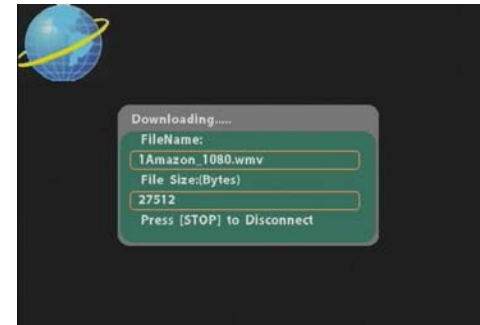 Downloading.....
FileName:
1Amazon_1080.wmv
File Size:(Bytes)
27512
Press [STOP] to Disconnect